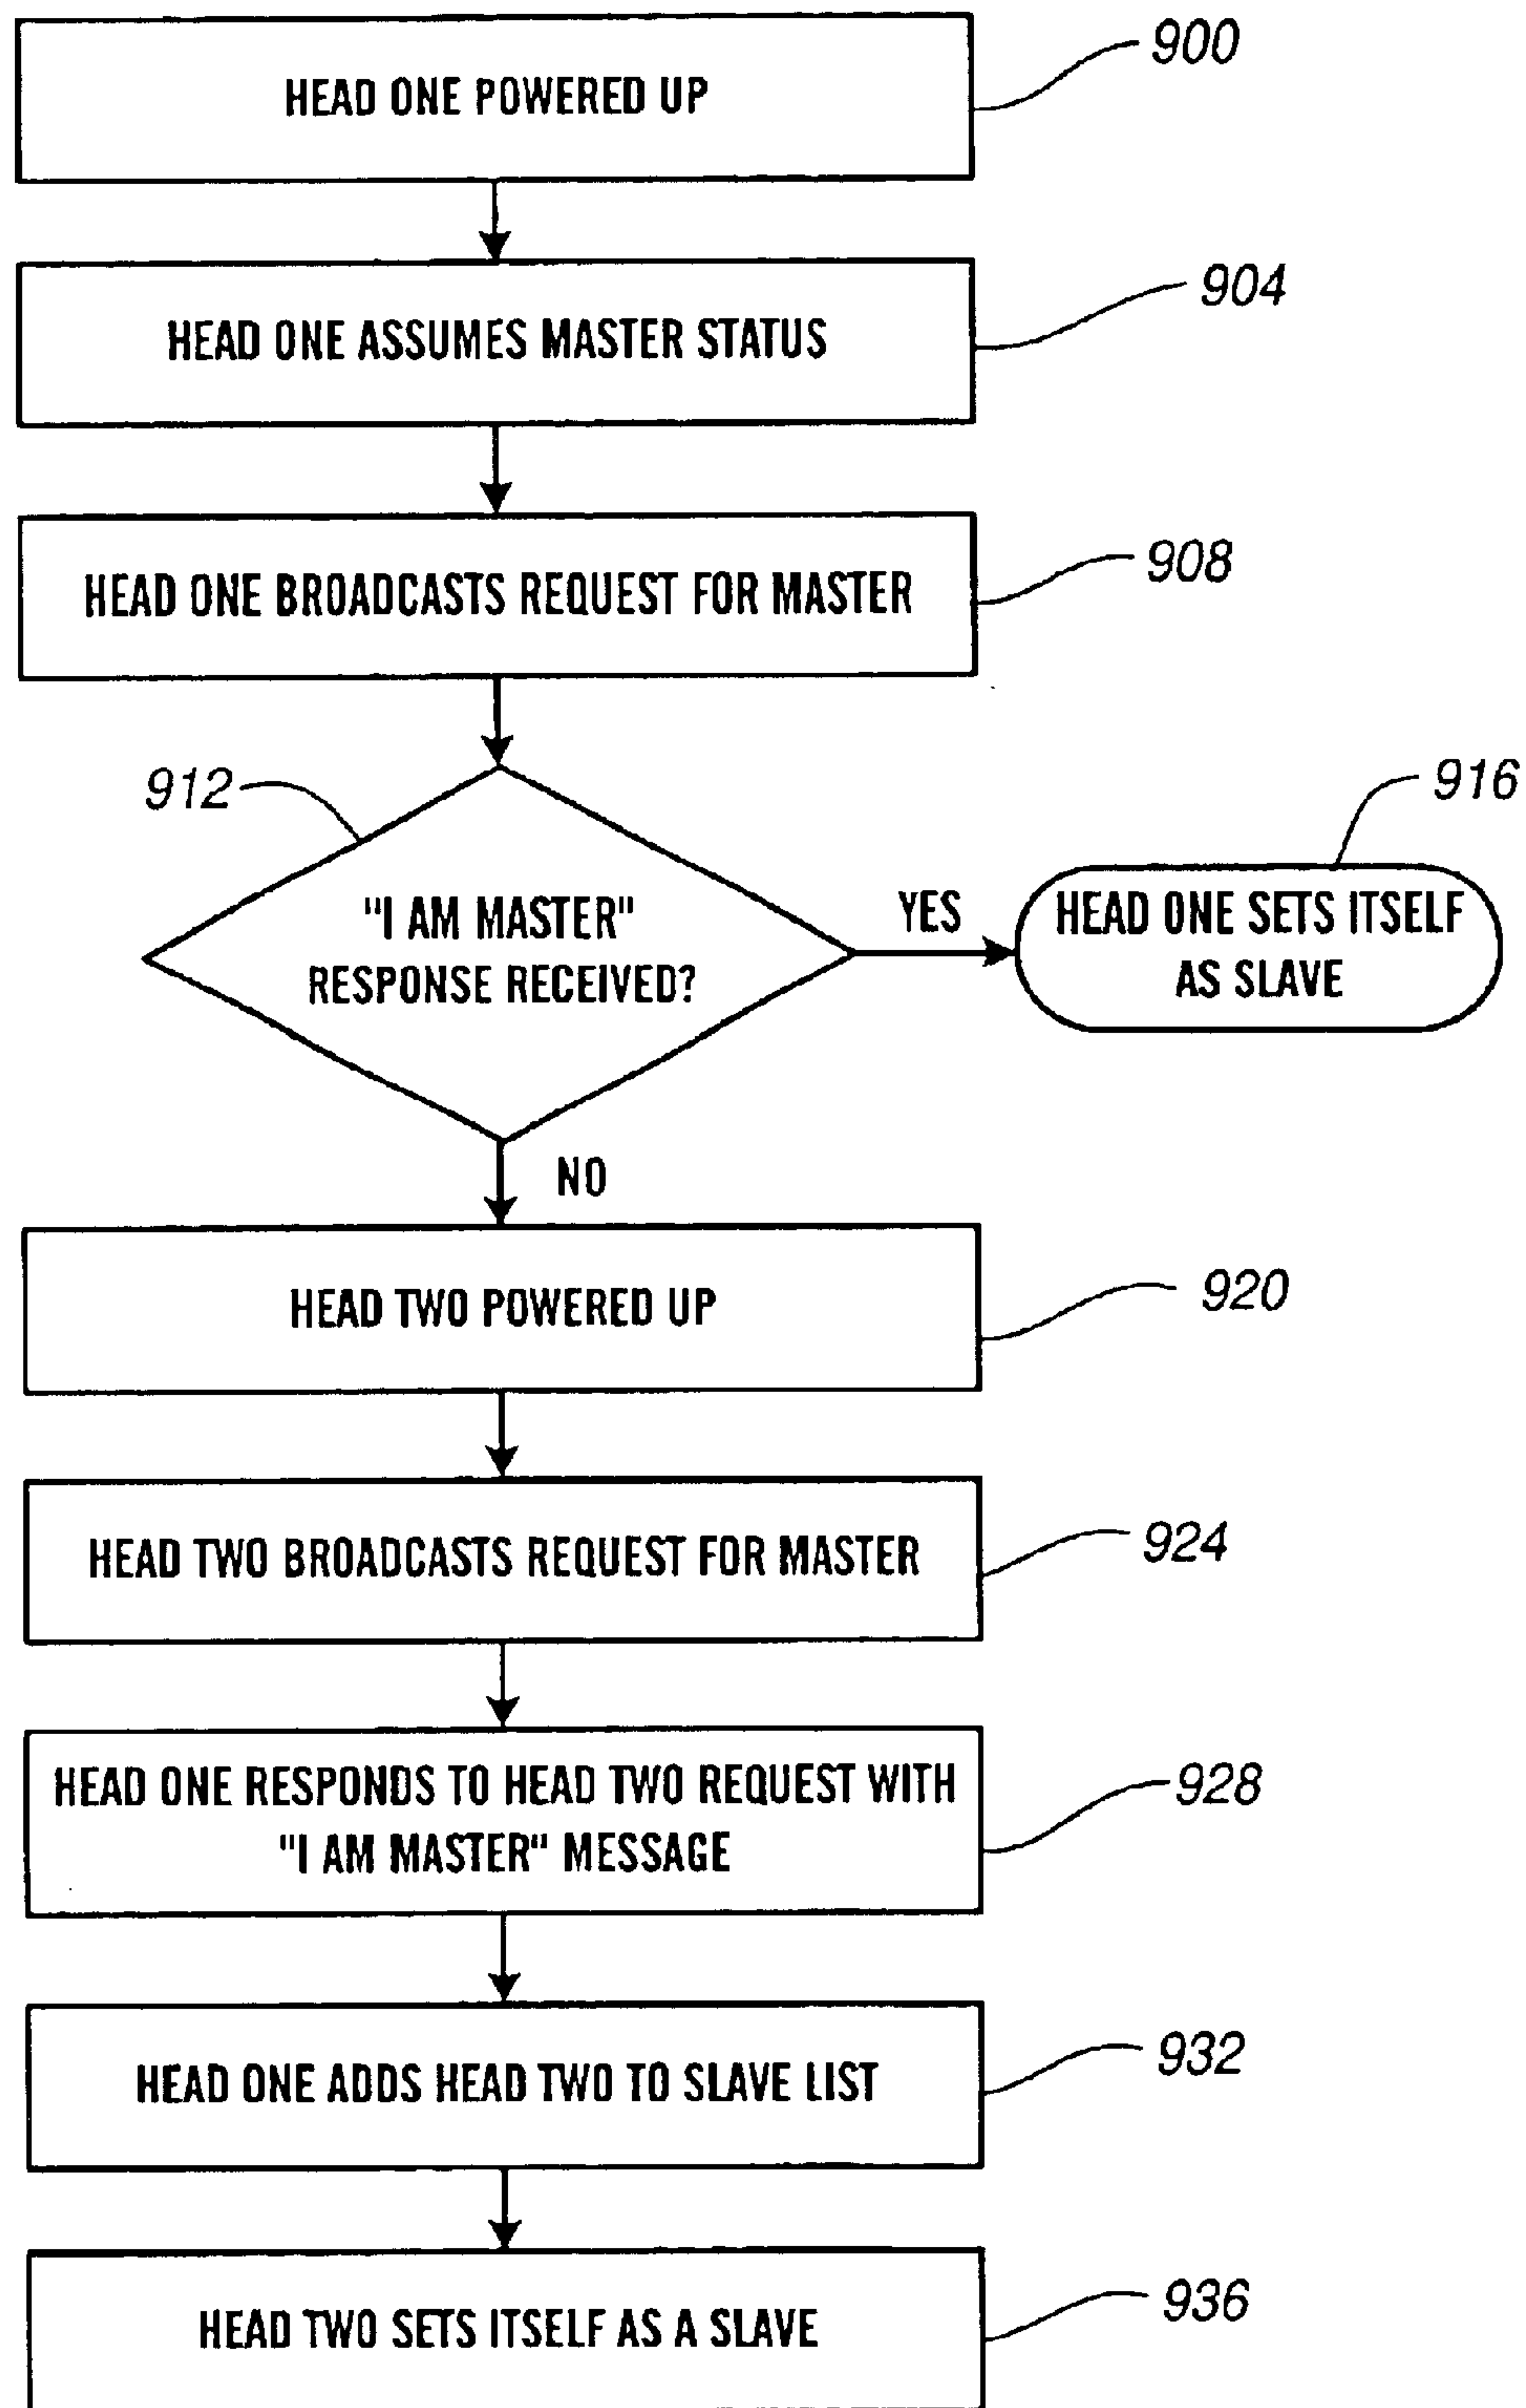 HEAD ONE POWERED UP
900
HEAD ONE ASSUMES MASTER STATUS
904
HEAD ONE BROADCASTS REQUEST FOR MASTER
908
912
"I AM MASTER"
RESPONSE RECEIVED?
YES
916
HEAD ONE SETS ITSELF
AS SLAVE
NO
HEAD TWO POWERED UP
920
HEAD TWO BROADCASTS REQUEST FOR MASTER
924
HEAD ONE RESPONDS TO HEAD TWO REQUEST WITH
"I AM MASTER" MESSAGE
928
HEAD ONE ADDS HEAD TWO TO SLAVE LIST
932
HEAD TWO SETS ITSELF AS A SLAVE
936